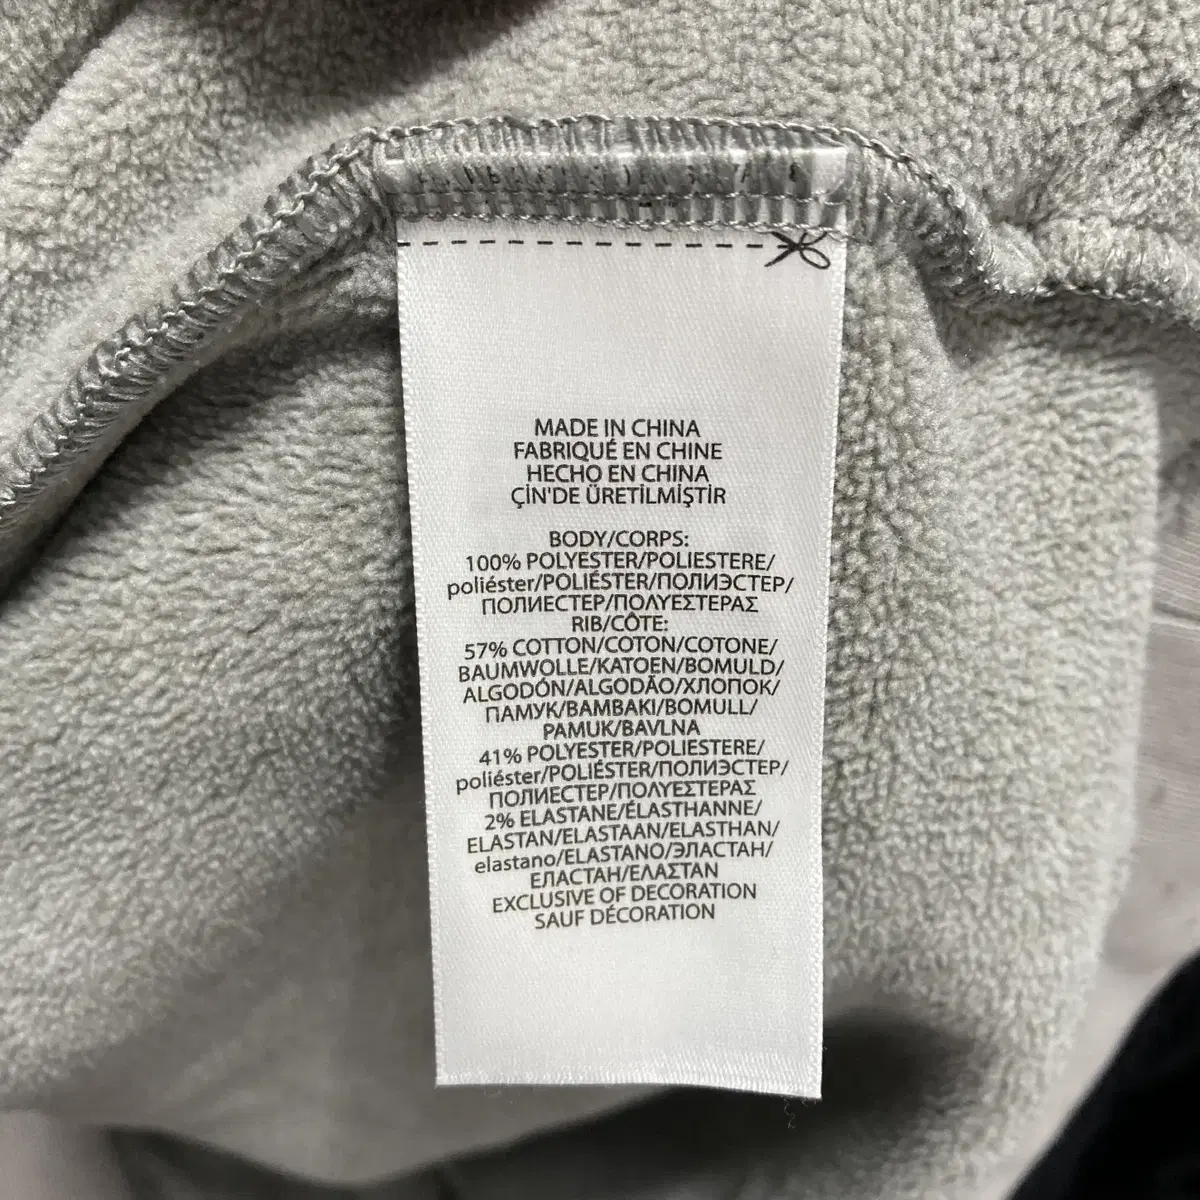 MADE IN CHINA
FABRIQUÉ EN CHINE
HECHO EN CHINA
ÇİN'DE ÜRETİLMİŞTİR
BODY/CORPS:
100% POLYESTER/POLIESTERE/
poliéster/POLIÉSTER/ПОЛИЭСТЕР/
ПОЛИЕСТЕР/ΠΟΛΥΕΣΤΕΡΑΣ
RIB/CÔTE:
57% COTTON/COTON/COTONE/
BAUMWOLLE/KATOEN/BOMULD/
ALGODÓN/ALGODÃO/ХЛОПОК/
ПАМУК/BAMBAKI/BOMULL/
PAMUK/BAVLNA
41% POLYESTER/POLIESTERE/
poliéster/POLIÉSTER/ПОЛИЭСТЕР/
ПОЛИЕСТЕР/ΠΟΛΥΕΣΤΕΡΑΣ
2% ELASTANE/ÉLASTHANNE/
ELASTAN/ELASTAAN/ELASTHAN/
elastano/ELASTANO/ЭЛАСТАН/
ЕЛАСТАН/ΕΛΑΣΤΑΝ
EXCLUSIVE OF DECORATION
SAUF DÉCORATION